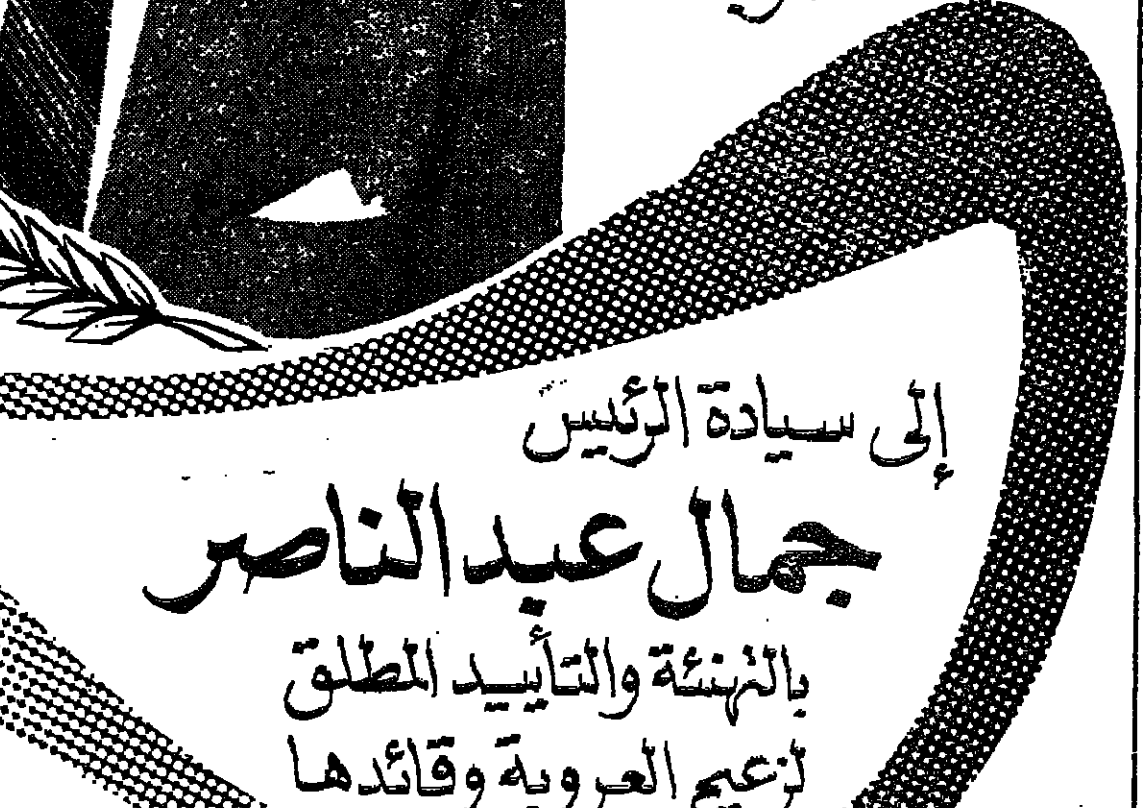 إلى سيادة الرئيس
جمال عبد الناصر
بالتهنئة والتأييد المطلق
لزعيم العروبة وقائدها